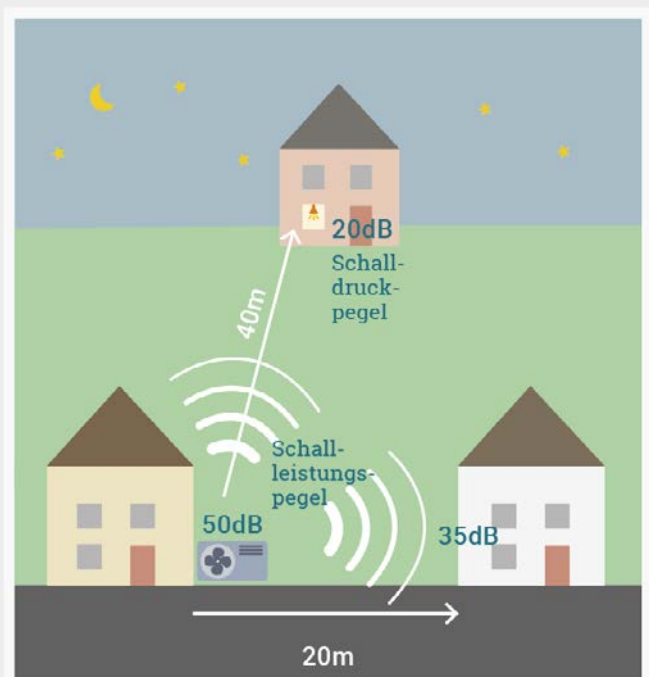 20dB
Schall-
druck-
pegel
40m
Schall-
leistungs-
pegel
50dB
35dB
20m